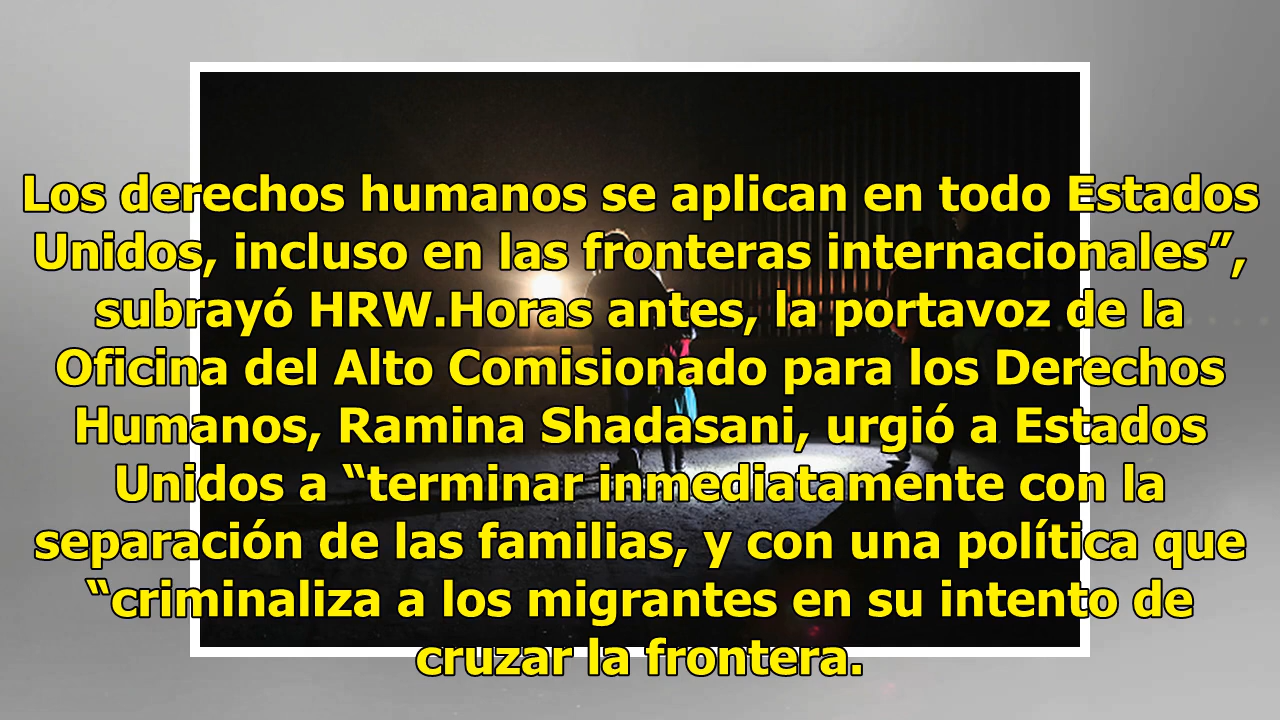 Los derechos humanos se aplican en todo Estados
Unidos, incluso en las fronteras internacionales”,
subrayó HRW.Horas antes, la portavoz de la
Oficina del Alto Comisionado para los Derechos
Humanos, Ramina Shadasani, urgió a Estados
Unidos a “terminar inmediatamente con la
separación de las familias, y con una política que
“criminaliza a los migrantes en su intento de
cruzar la frontera.